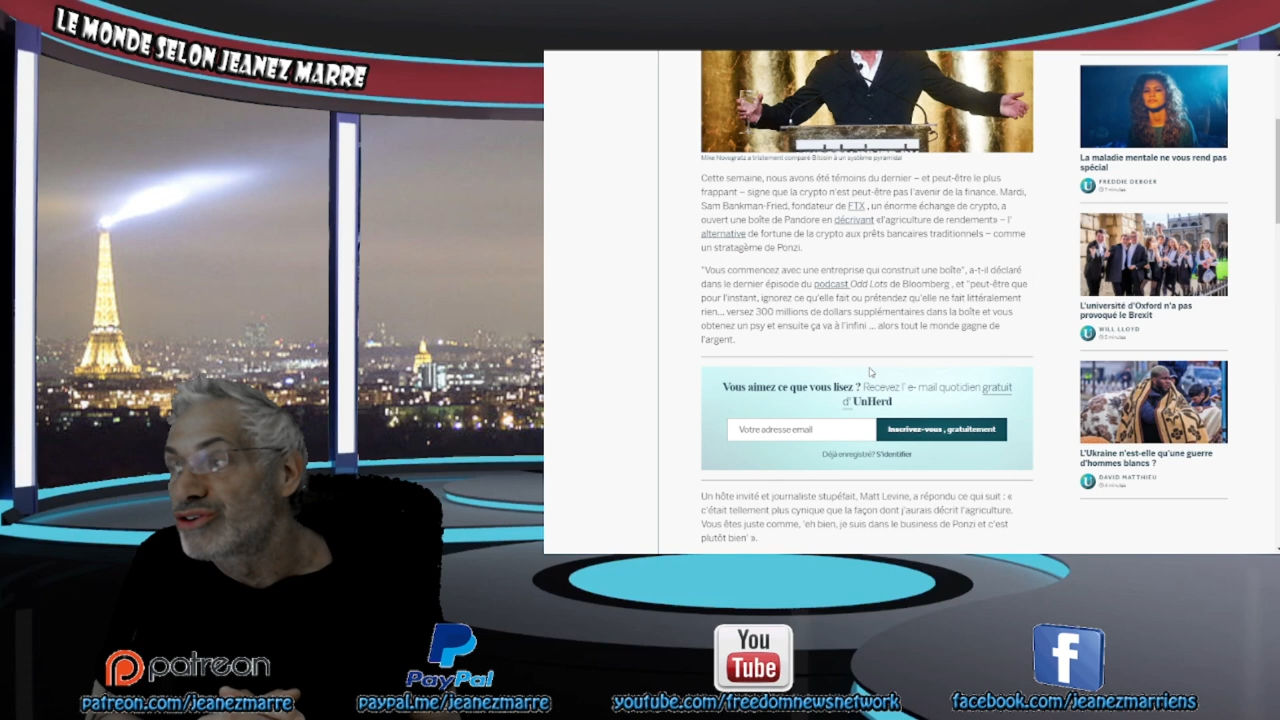 LE MONDE SELON JEANEZ MARRE
Mike Novogratz a tristement comparé Bitcoin à un système pyramidal
Cette semaine, nous avons été témoins du dernier – et peut-être le plus
frappant – signe que la crypto n'est peut-être pas l'avenir de la finance. Mardi,
Sam Bankman-Fried, fondateur de FTX , un énorme échange de crypto, a
ouvert une boîte de Pandore en décrivant «l'agriculture de rendement» – l'
alternative de fortune de la crypto aux prêts bancaires traditionnels – comme
un stratagème de Ponzi.
"Vous commencez avec une entreprise qui construit une boîte", a-t-il déclaré
dans le dernier épisode du podcast Odd Lots de Bloomberg , et "peut-être que
pour l'instant, ignorez ce qu'elle fait ou prétendez qu'elle ne fait littéralement
rien... versez 300 millions de dollars supplémentaires dans la boîte et vous
obtenez un psy et ensuite ça va à l'infini ... alors tout le monde gagne de
l'argent.
Vous aimez ce que vous lisez ? Recevez l' e- mail quotidien gratuit
d' UnHerd
Votre adresse email
Inscrivez-vous , gratuitement
Déjà enregistré? S'identifier
Un hôte invité et journaliste stupéfait, Matt Levine, a répondu ce qui suit : «
c'était tellement plus cynique que la façon dont j'aurais décrit l'agriculture.
Vous êtes juste comme, 'eh bien, je suis dans le business de Ponzi et c'est
plutôt bien' ».
La maladie mentale ne vous rend pas
spécial
FREDDIE DEBOER
L'université d'Oxford n'a pas
provoqué le Brexit
WILL LLOYD
L'Ukraine n'est-elle qu'une guerre
d'hommes blancs ?
DAVID MATTHIEU
patreon
patreon.com/jeanezmarre
PayPal
paypal.me/jeanezmarre
You
Tube
youtube.com/freedomnewsnetwork
f
facebook.com/jeanezmarriens